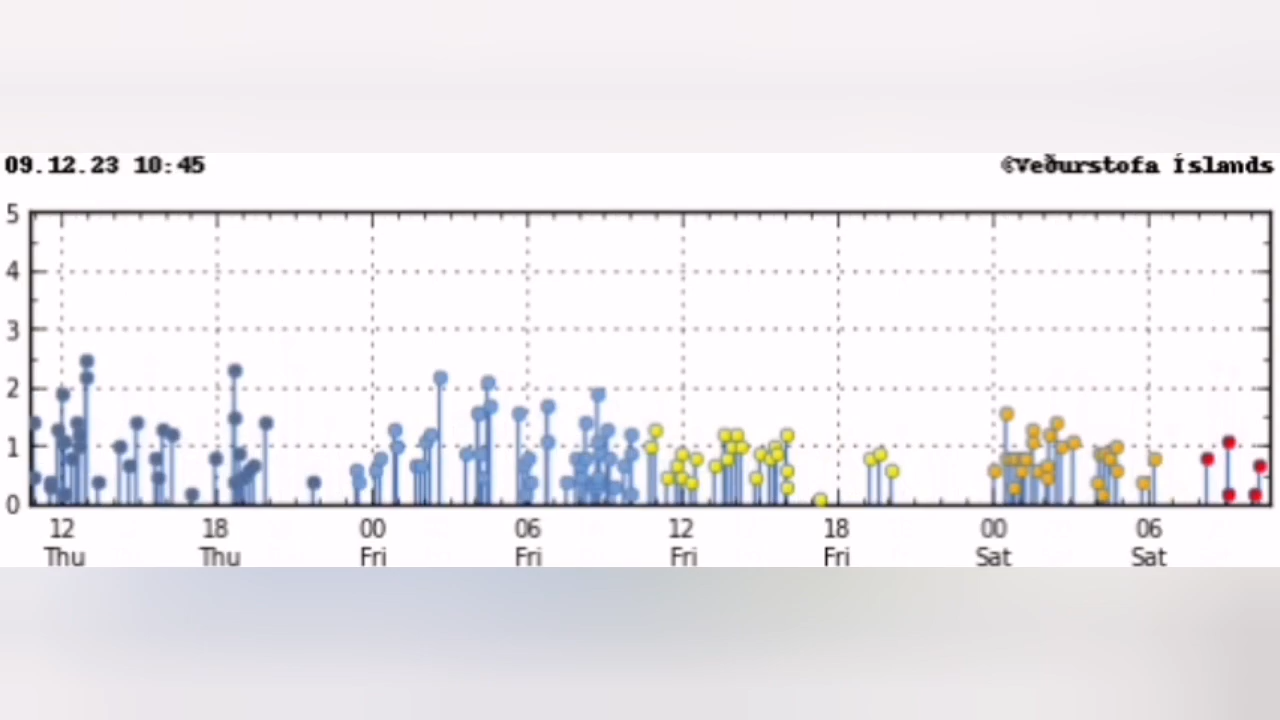 09.12.23 10:45
©Veðurstofa Íslands
5
4
3
2
1
0
12 18 00 06 12 18 00 06
Thu Thu Fri Fri Fri Fri Sat Sat